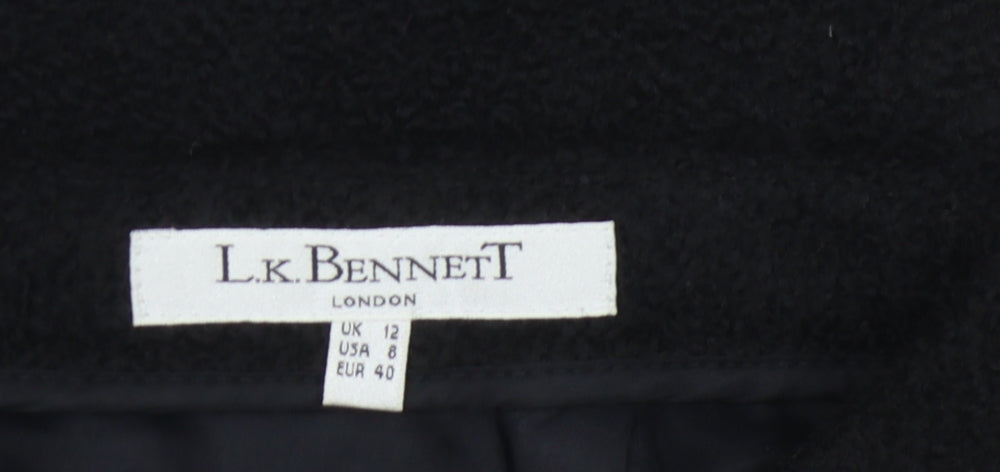 L.K.BENNETT
LONDON
UK 12
USA 8
EUR 40